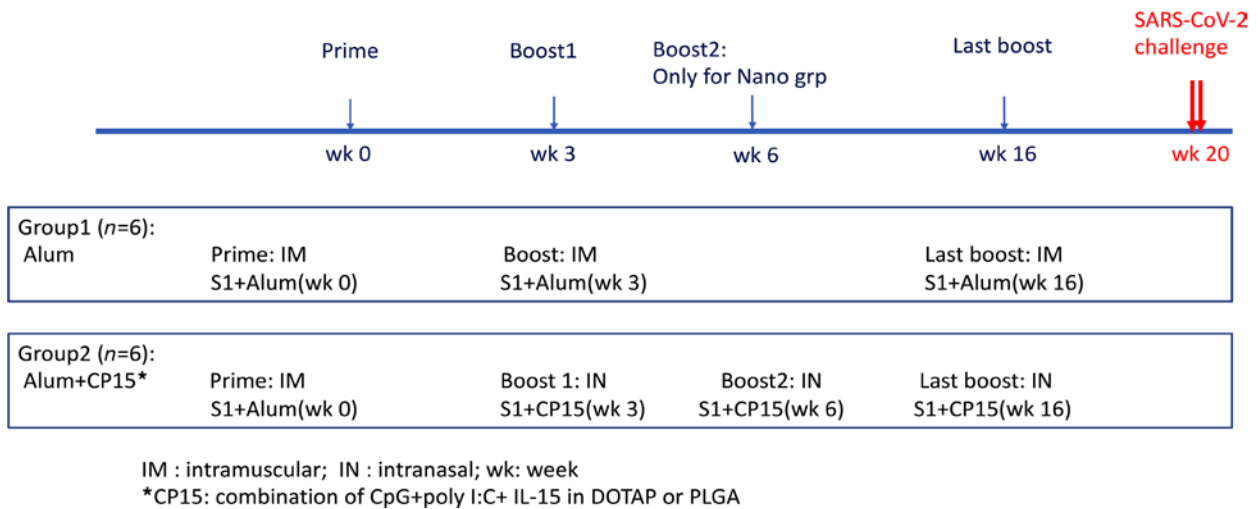 SARS-CoV-2
challenge
Prime
Boost1
Boost2:
Only for Nano grp
Last boost
wk 0
wk 3
wk 6
wk 16
wk 20
Group1 (n=6):
Alum
Prime: IM
S1+Alum(wk 0)
Boost: IM
S1+Alum(wk 3)
Last boost: IM
S1+Alum(wk 16)
Group2 (n=6):
Alum+CP15*
Prime: IM
S1+Alum(wk 0)
Boost 1: IN
S1+CP15(wk 3)
Boost2: IN
S1+CP15(wk 6)
Last boost: IN
S1+CP15(wk 16)
IM : intramuscular; IN : intranasal; wk: week
*CP15: combination of CpG+poly I:C+ IL-15 in DOTAP or PLGA